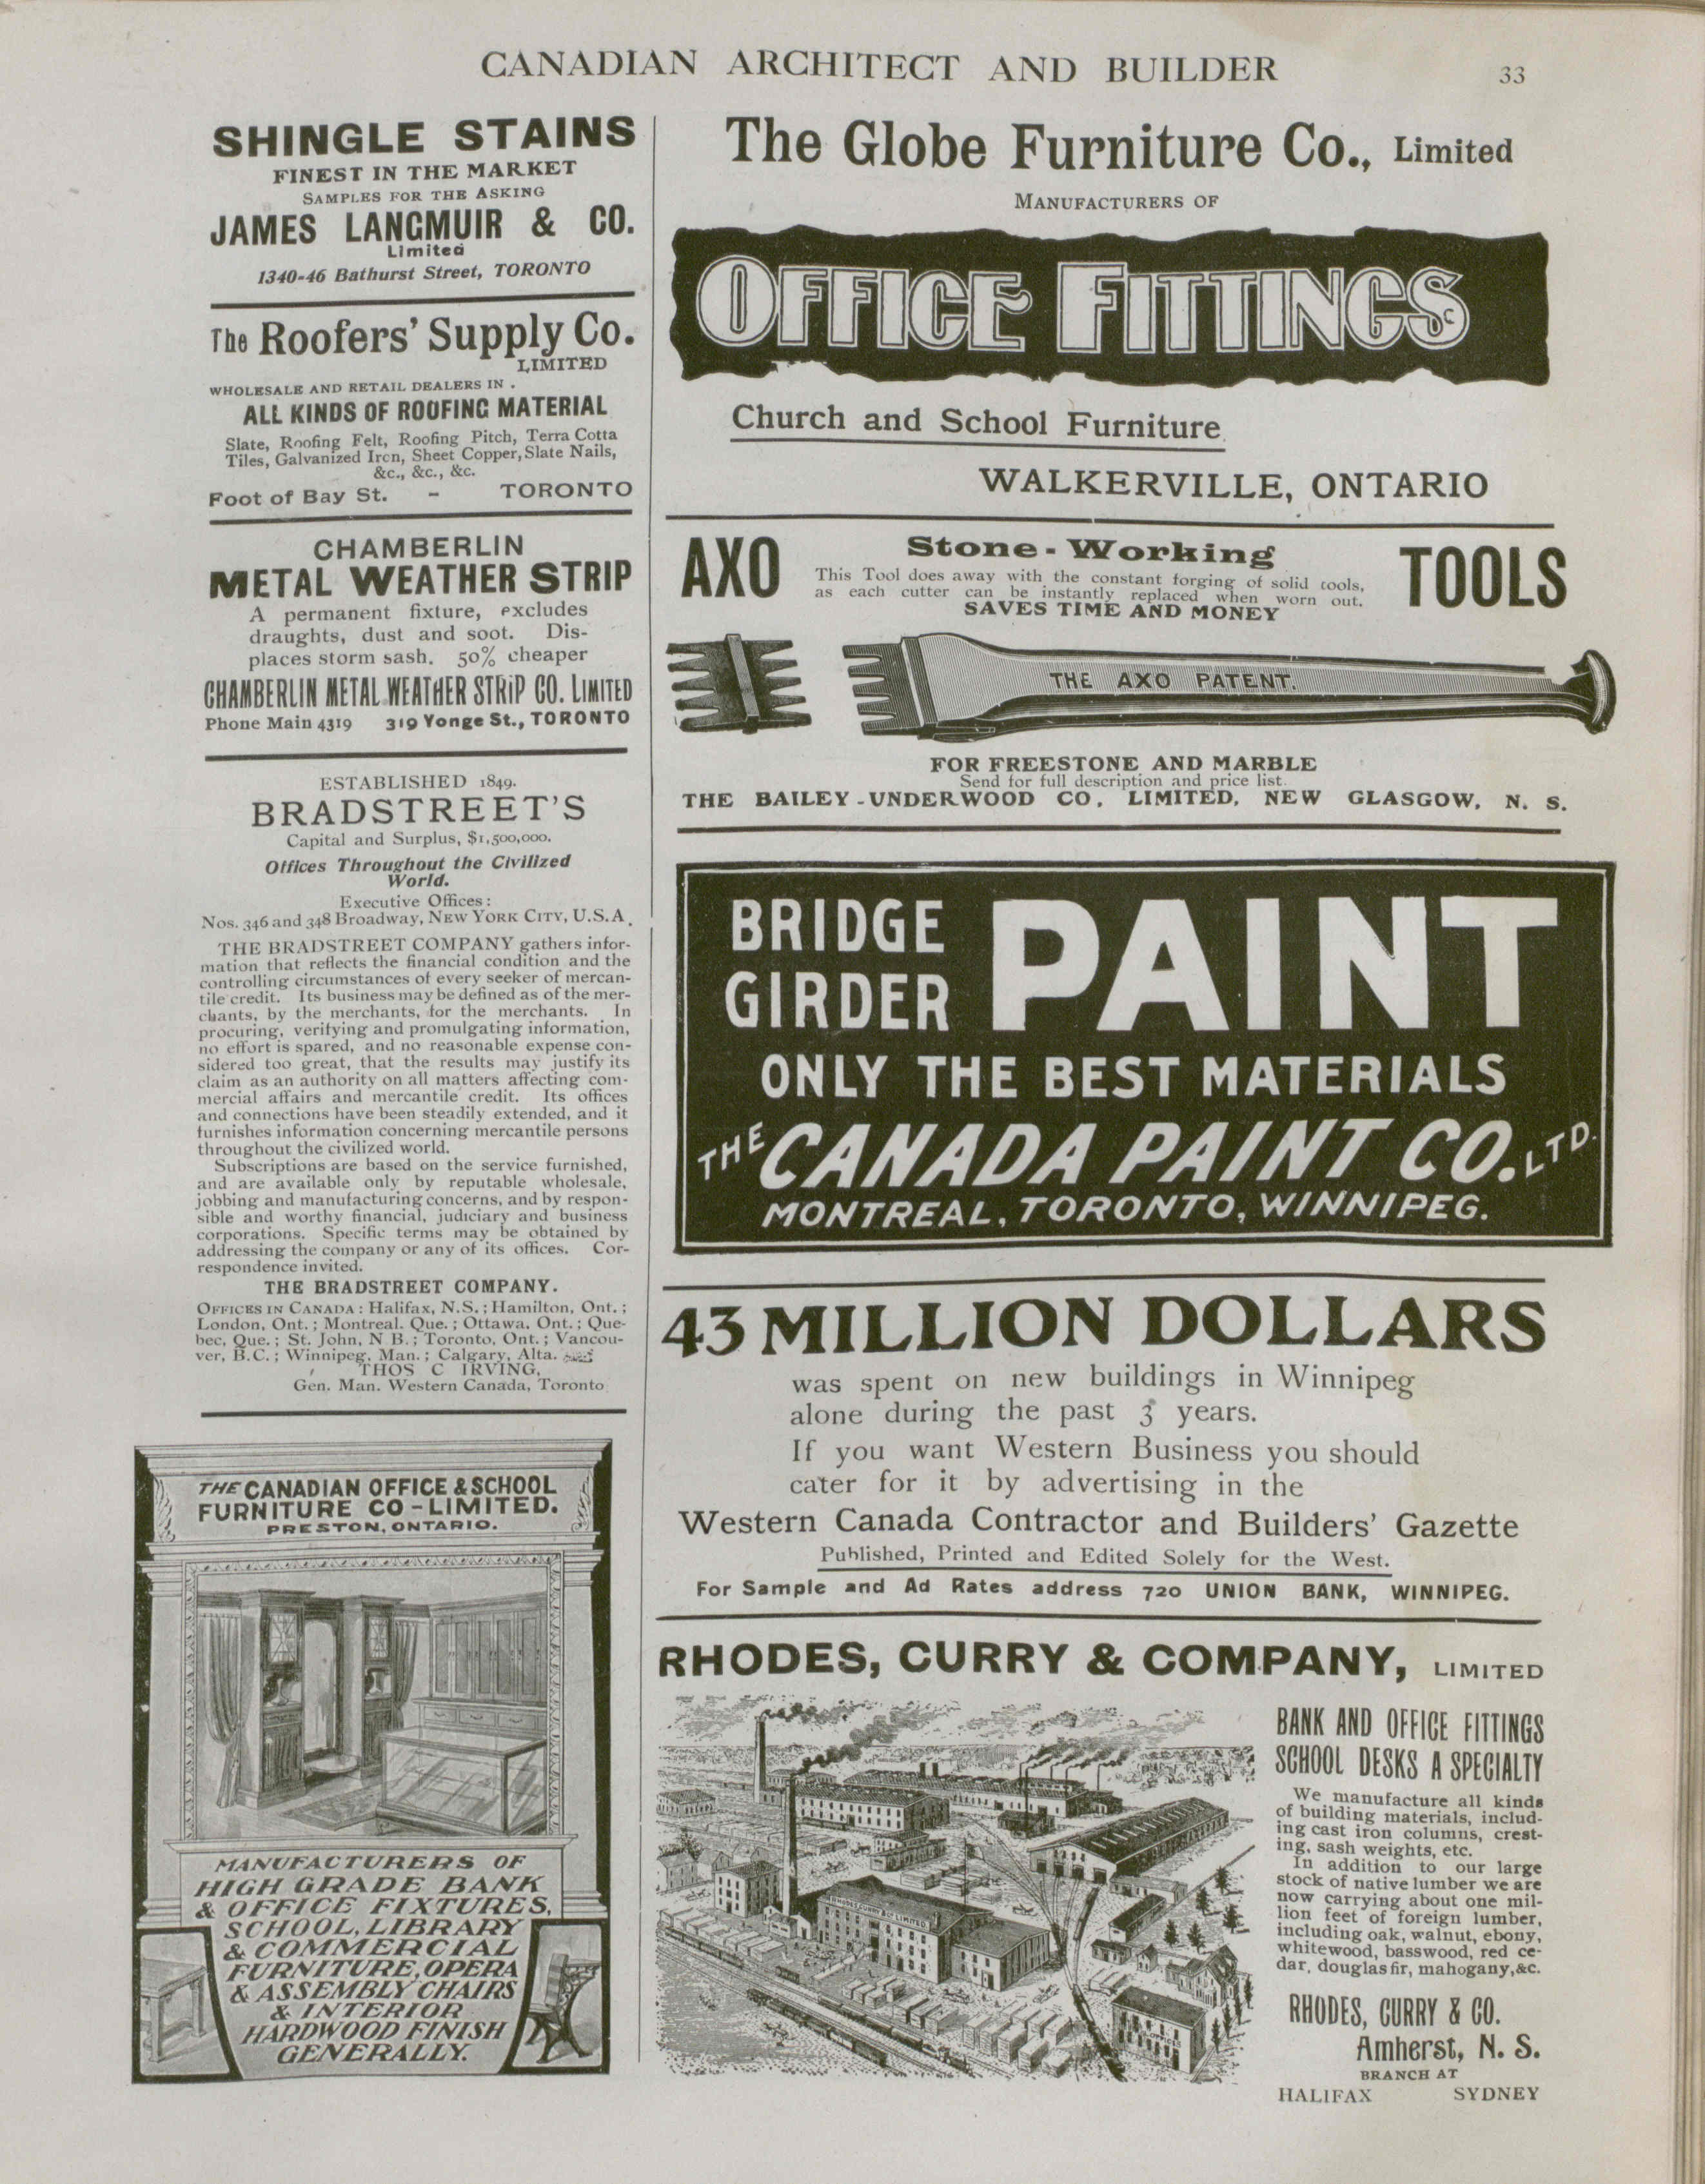 CANADIAN ARCHITECT AND BUILDER
33
SHINGLE STAINS
FINEST IN THE MARKET
SAMPLES FOR THE ASKING
JAMES LANGMUIR & CO.
Limited
1340-46 Bathurst Street, TORONTO
The Roofers' Supply Co.
LIMITED
WHOLESALE AND RETAIL DEALERS IN .
ALL KINDS OF ROOFING MATERIAL
Slate, Roofing Felt, Roofing Pitch, Terra Cotta
Tiles, Galvanized Iron, Sheet Copper, Slate Nails,
&c., &c., &c.
Foot of Bay St. - TORONTO
CHAMBERLIN
METAL WEATHER STRIP
A permanent fixture, excludes
draughts, dust and soot. Dis-
places storm sash. 50% cheaper
CHAMBERLIN METAL WEATHER STRIP CO. LIMITED
Phone Main 4319 319 Yonge St., TORONTO
ESTABLISHED 1849.
BRADSTREET'S
Capital and Surplus, $1,500,000.
Offices Throughout the Civilized
World.
Executive Offices:
Nos. 346 and 348 Broadway, NEW YORK CITY, U.S.A.
THE BRADSTREET COMPANY gathers infor-
mation that reflects the financial condition and the
controlling circumstances of every seeker of mercan-
tile credit. Its business may be defined as of the mer-
chants, by the merchants, for the merchants. In
procuring, verifying and promulgating information,
no effort is spared, and no reasonable expense con-
sidered too great, that the results may justify its
claim as an authority on all matters affecting com-
mercial affairs and mercantile credit. Its offices
and connections have been steadily extended, and it
furnishes information concerning mercantile persons
throughout the civilized world.
Subscriptions are based on the service furnished,
and are available only by reputable wholesale,
jobbing and manufacturing concerns, and by respon-
sible and worthy financial, judiciary and business
corporations. Specific terms may be obtained by
addressing the company or any of its offices. Cor-
respondence invited.
THE BRADSTREET COMPANY.
OFFICES IN CANADA: Halifax, N.S.; Hamilton, Ont.;
London, Ont.; Montreal. Que.; Ottawa, Ont.; Que-
bec, Que.; St. John, N B.; Toronto, Ont.; Vancou-
ver, B.C.; Winnipeg, Man.; Calgary, Alta.
THOS C IRVING,
Gen. Man. Western Canada, Toronto
THE CANADIAN OFFICE & SCHOOL
FURNITURE CO - LIMITED.
PRESTON, ONTARIO.
MANUFACTURERS OF
HIGH GRADE BANK
& OFFICE FIXTURES,
SCHOOL, LIBRARY
& COMMERCIAL
FURNITURE, OPERA
& ASSEMBLY CHAIRS
& INTERIOR
HARDWOOD FINISH
GENERALLY.
The Globe Furniture Co., Limited
MANUFACTURERS OF
OFFICE FITTINGS
Church and School Furniture
WALKERVILLE, ONTARIO
AXO Stone-Working TOOLS
This Tool does away with the constant forging of solid tools,
as each cutter can be instantly replaced when worn out.
SAVES TIME AND MONEY
THE AXO PATENT.
FOR FREESTONE AND MARBLE
Send for full description and price list.
THE BAILEY-UNDERWOOD CO. LIMITED, NEW GLASGOW, N. S.
BRIDGE GIRDER PAINT
ONLY THE BEST MATERIALS
THE CANADA PAINT CO. LTD.
MONTREAL, TORONTO, WINNIPEG.
43 MILLION DOLLARS
was spent on new buildings in Winnipeg
alone during the past 3 years.
If you want Western Business you should
cater for it by advertising in the
Western Canada Contractor and Builders' Gazette
Published, Printed and Edited Solely for the West.
For Sample and Ad Rates address 720 UNION BANK, WINNIPEG.
RHODES, CURRY & COMPANY, LIMITED
RHODES, CURRY & CO LIMITED
BANK AND OFFICE FITTINGS
SCHOOL DESKS A SPECIALTY
We manufacture all kinds
of building materials, includ-
ing cast iron columns, crest-
ing, sash weights, etc.
In addition to our large
stock of native lumber we are
now carrying about one mil-
lion feet of foreign lumber,
including oak, walnut, ebony,
whitewood, basswood, red ce-
dar, douglas fir, mahogany, &c.
RHODES, CURRY & CO.
Amherst, N. S.
BRANCH AT
HALIFAX SYDNEY